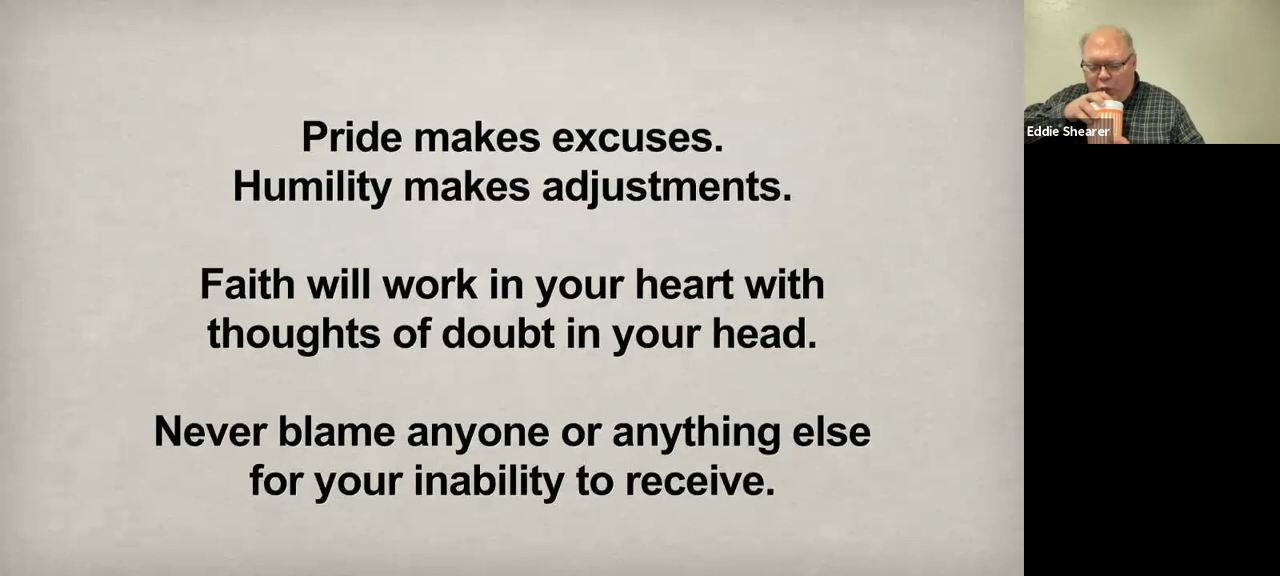 Pride makes excuses.
Humility makes adjustments.
Faith will work in your heart with
thoughts of doubt in your head.
Never blame anyone or anything else
for your inability to receive.
Eddie Shearer